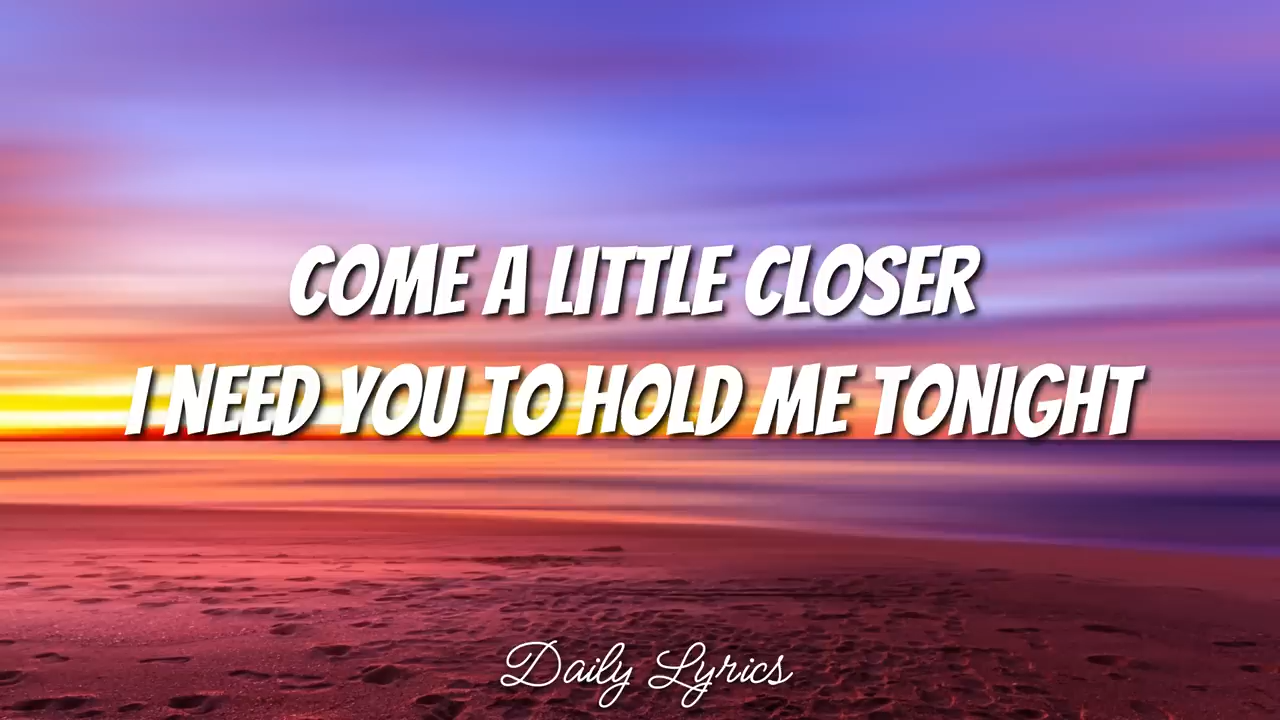 COME A LITTLE CLOSER
I NEED YOU TO HOLD ME TONIGHT
Daily Lyrics